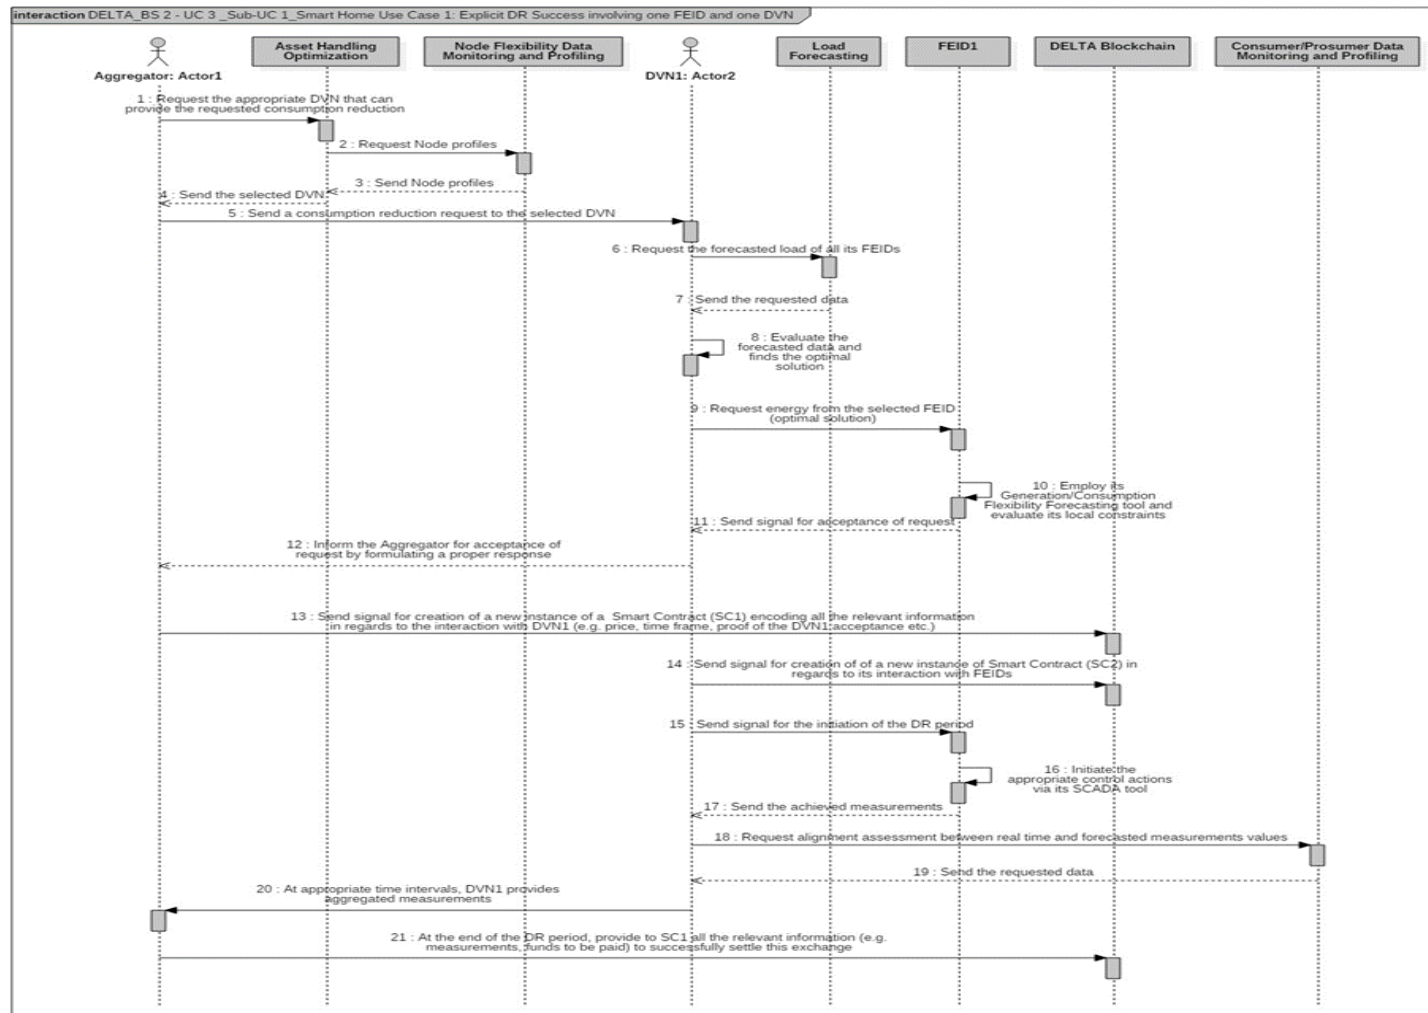 interaction DELTA_BS 2 - UC 3 _Sub-UC 1_Smart Home Use Case 1: Explicit DR Success involving one FEID and one DVN
Aggregator: Actor1
Asset Handling
Optimization
Node Flexibility Data
Monitoring and Profiling
DVN1: Actor2
Load
Forecasting
FEID1
DELTA Blockchain
Consumer/Prosumer Data
Monitoring and Profiling
1 : Request the appropriate DVN that can
provide the requested consumption reduction
2 : Request Node profiles
3 : Send Node profiles
4 : Send the selected DVN
5 : Send a consumption reduction request to the selected DVN
6 : Request the forecasted load of all its FEIDs
7 : Send the requested data
8 : Evaluate the
forecasted data and
finds the optimal
solution
9 : Request energy from the selected FEID
(optimal solution)
10 : Employ its
Generation/Consumption
Flexibility Forecasting tool and
evaluate its local constraints
11 : Send signal for acceptance of request
12 : Inform the Aggregator for acceptance of
request by formulating a proper response
13 : Send signal for creation of a new instance of a Smart Contract (SC1) encoding all the relevant information
in regards to the interaction with DVN1 (e.g. price, time frame, proof of the DVN1 acceptance etc.)
14 : Send signal for creation of of a new instance of Smart Contract (SC2) in
regards to its interaction with FEIDs
15 : Send signal for the initiation of the DR period
16 : Initiate the
appropriate control actions
via its SCADA tool
17 : Send the achieved measurements
18 : Request alignment assessment between real time and forecasted measurements values
19 : Send the requested data
20 : At appropriate time intervals, DVN1 provides
aggregated measurements
21 : At the end of the DR period, provide to SC1 all the relevant information (e.g.
measurements, funds to be paid) to successfully settle this exchange